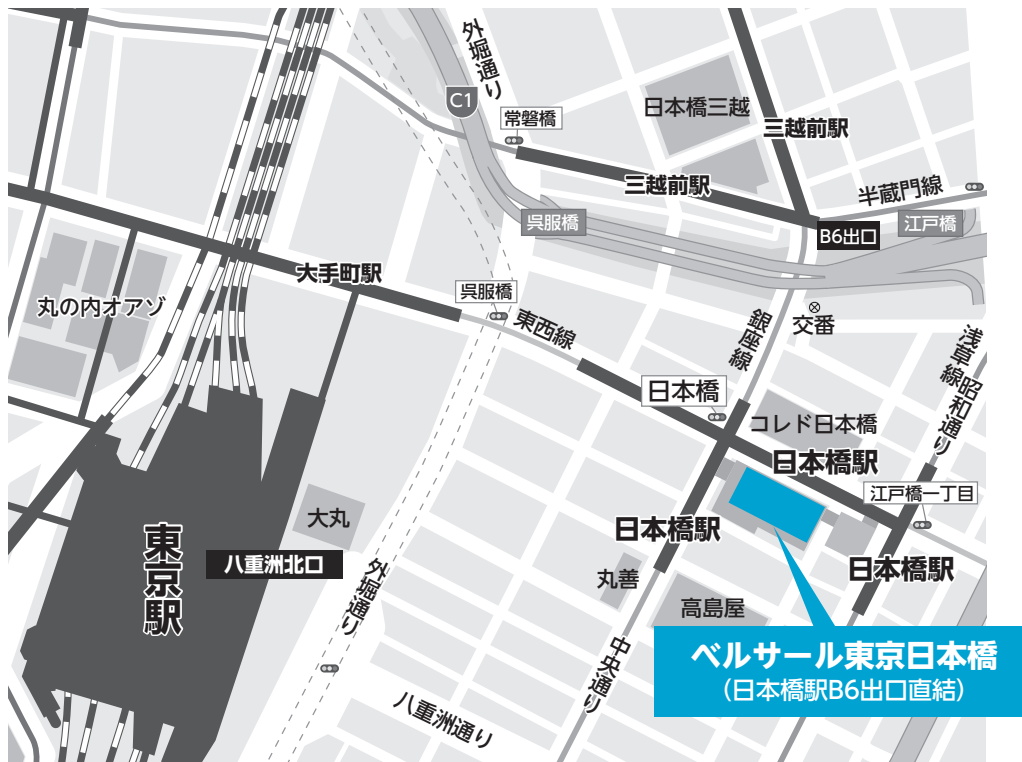 外堀通り
C1
常磐橋
日本橋三越
三越前駅
三越前駅
半蔵門線
呉服橋
B6出口
江戸橋
大手町駅
呉服橋
丸の内オアゾ
東西線
銀座線
交番
浅草線
昭和通り
日本橋
コレド日本橋
日本橋駅
江戸橋一丁目
大丸
日本橋駅
東京駅
八重洲北口
外堀通り
丸善
日本橋駅
高島屋
中央通り
八重洲通り
ベルサール東京日本橋
(日本橋駅B6出口直結)